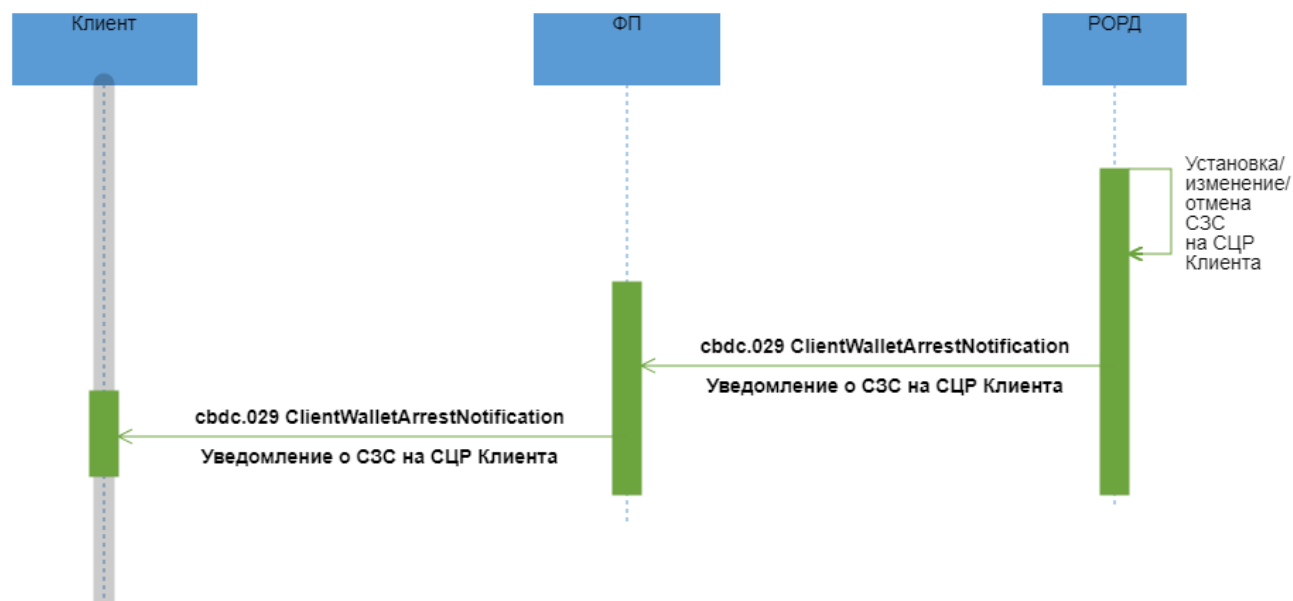 Клиент
ФП
РОРД
Установка/
изменение/
отмена
СЗС
на СЦР
Клиента
cbdc.029 ClientWalletArrestNotification
Уведомление о СЗС на СЦР Клиента
cbdc.029 ClientWalletArrestNotification
Уведомление о СЗС на СЦР Клиента